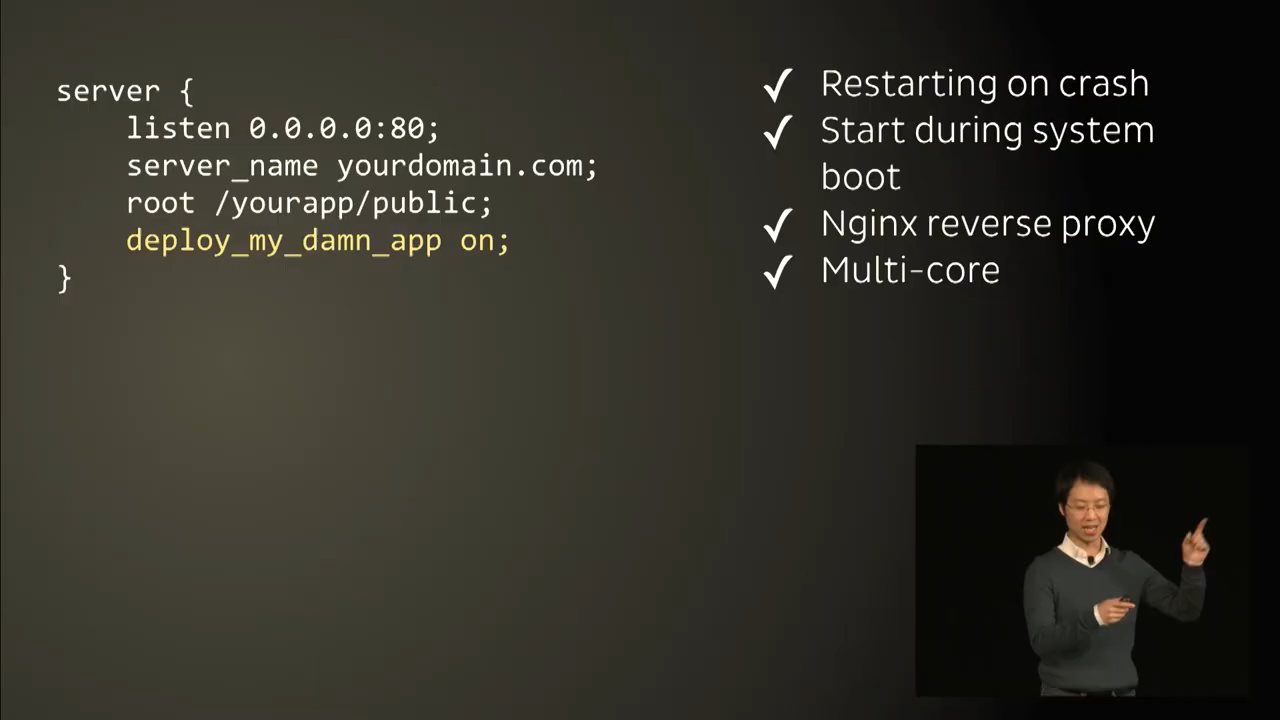 server {
listen 0.0.0.0:80;
server_name yourdomain.com;
root /yourapp/public;
deploy_my_damn_app on;
}
✓ Restarting on crash
✓ Start during system
boot
✓ Nginx reverse proxy
✓ Multi-core